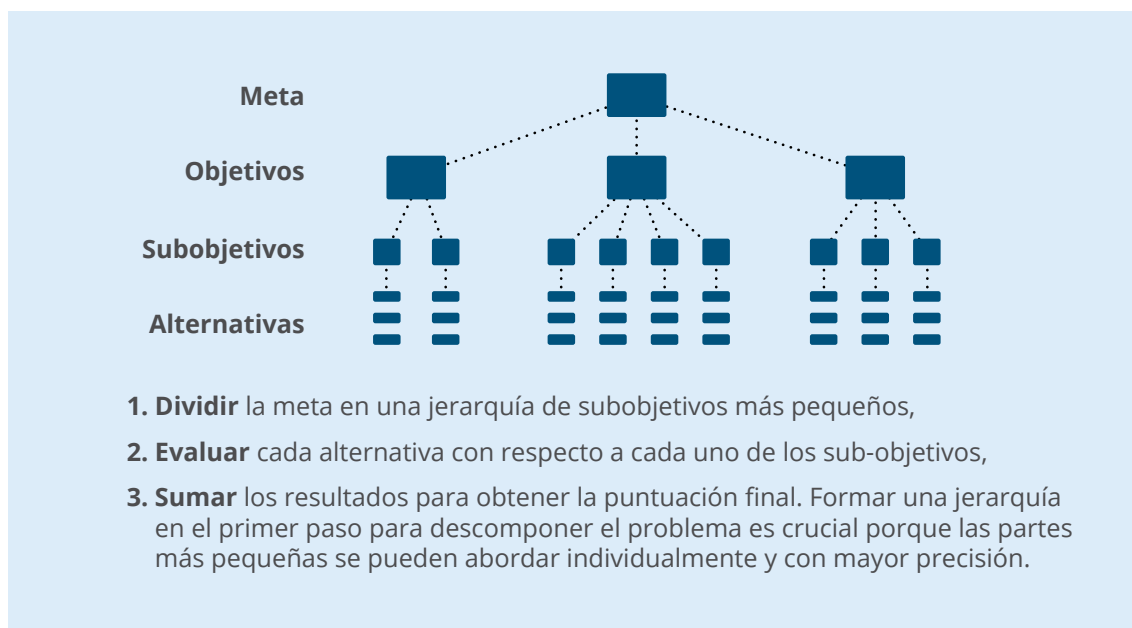 Meta
Objetivos
Subobjetivos
Alternativas
1. Dividir la meta en una jerarquía de subobjetivos más pequeños,
2. Evaluar cada alternativa con respecto a cada uno de los sub-objetivos,
3. Sumar los resultados para obtener la puntuación final. Formar una jerarquía
en el primer paso para descomponer el problema es crucial porque las partes
más pequeñas se pueden abordar individualmente y con mayor precisión.